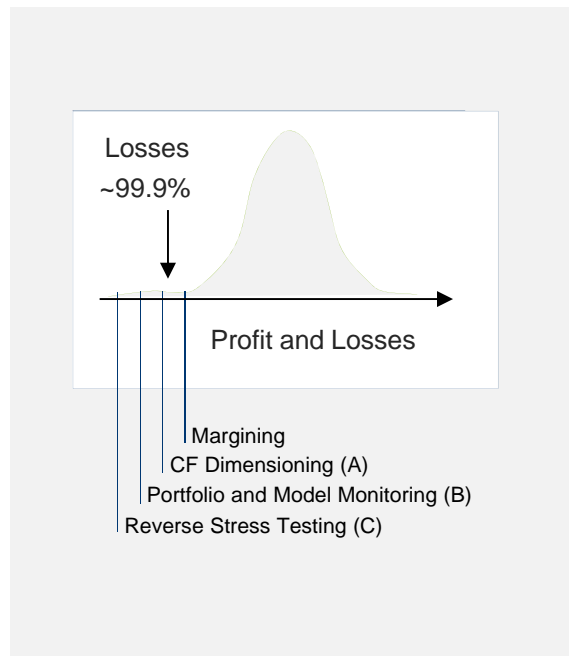 Losses
~99.9%
Profit and Losses
Margining
CF Dimensioning (A)
Portfolio and Model Monitoring (B)
Reverse Stress Testing (C)